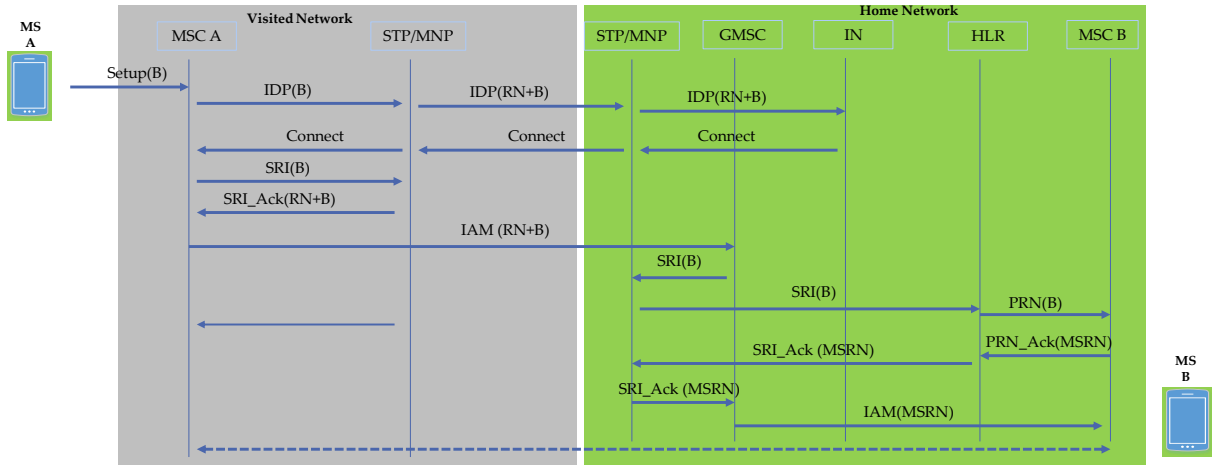 Visited Network
Home Network
MS
A
MSC A
STP/MNP
STP/MNP
GMSC
IN
HLR
MSC B
Setup(B)
IDP(B)
IDP(RN+B)
IDP(RN+B)
Connect
Connect
Connect
SRI(B)
SRI_Ack(RN+B)
IAM (RN+B)
SRI(B)
SRI(B)
PRN(B)
PRN_Ack(MSRN)
SRI_Ack (MSRN)
MS
B
SRI_Ack (MSRN)
IAM(MSRN)